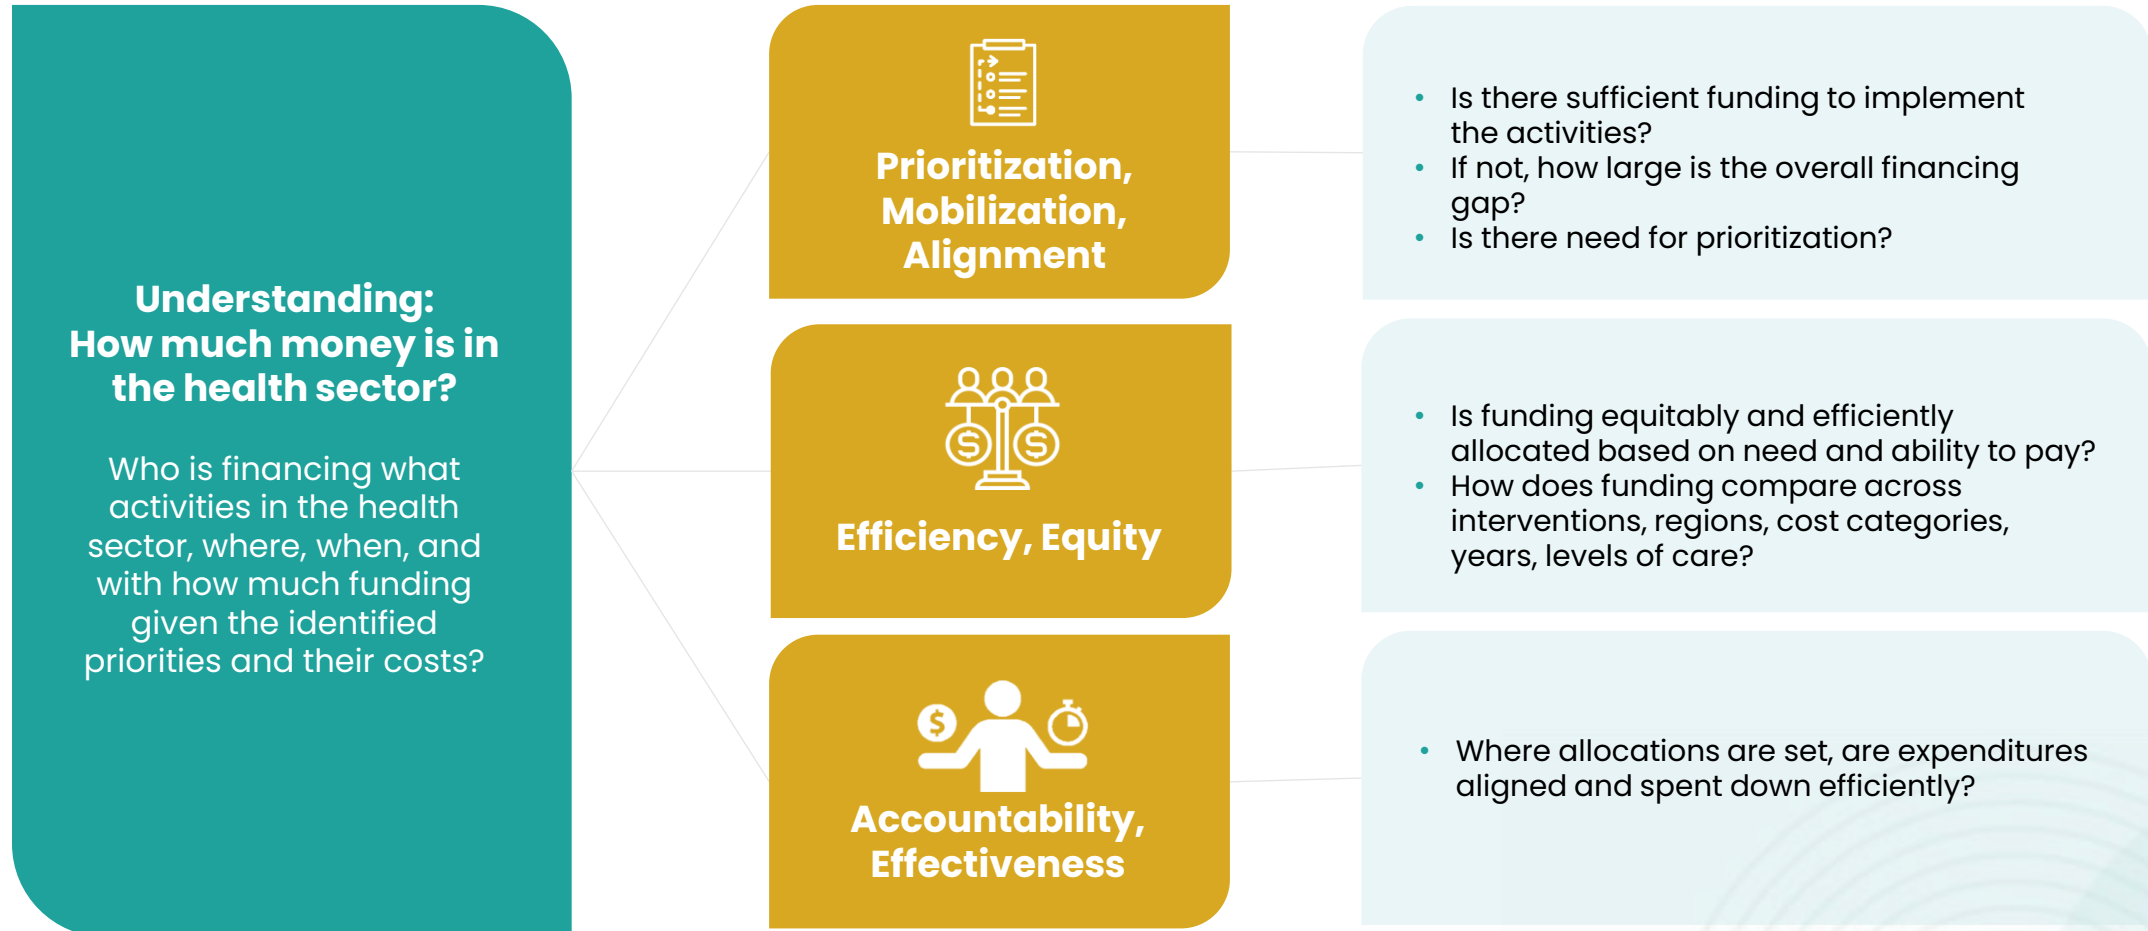 Understanding:
How much money is in
the health sector?
Who is financing what
activities in the health
sector, where, when, and
with how much funding
given the identified
priorities and their costs?
Prioritization,
Mobilization,
Alignment
• Is there sufficient funding to implement
the activities?
• If not, how large is the overall financing
gap?
• Is there need for prioritization?
Efficiency, Equity
• Is funding equitably and efficiently
allocated based on need and ability to pay?
• How does funding compare across
interventions, regions, cost categories,
years, levels of care?
Accountability,
Effectiveness
• Where allocations are set, are expenditures
aligned and spent down efficiently?